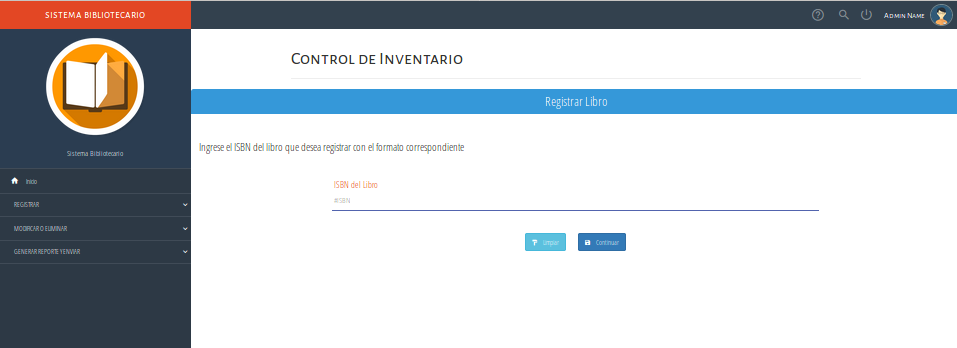 SISTEMA BIBLIOTECARIO
Admin Name
Sistema Bibliotecario
Inicio
REGISTRAR
MODIFICAR O ELIMINAR
GENERAR REPORTE Y ENVIAR
Control de Inventario
Registrar Libro
Ingrese el ISBN del libro que desea registrar con el formato correspondiente
ISBN del Libro
#ISBN
Limpiar
Continuar